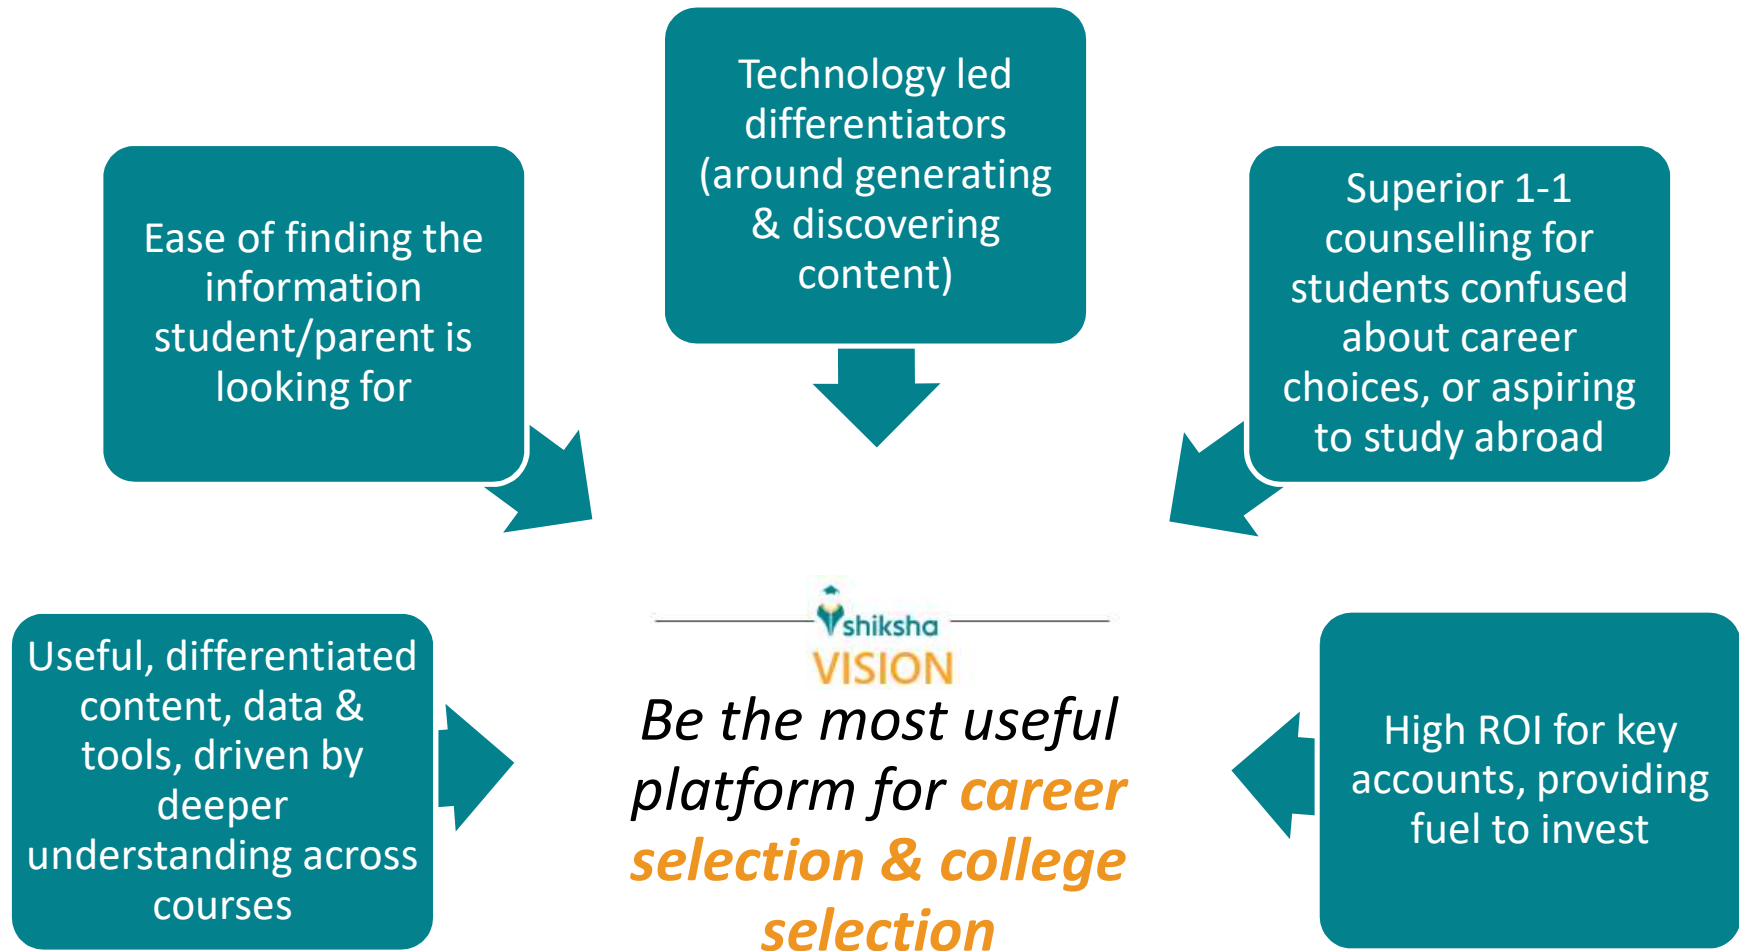 Technology led
differentiators
(around generating
& discovering
content)
Ease of finding the
information
student/parent is
looking for
Superior 1-1
counselling for
students confused
about career
choices, or aspiring
to study abroad
Useful, differentiated
content, data &
tools, driven by
deeper
understanding across
courses
shiksha
VISION
Be the most useful
platform for career
selection & college
selection
High ROI for key
accounts, providing
fuel to invest